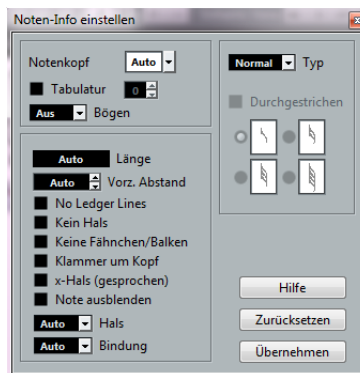 Noten-Info einstellen
Notenkopf Auto
Tabulatur 0
Aus Bögen
Normal Typ
Durchgestrichen
Auto Länge
Auto Vorz. Abstand
No Ledger Lines
Kein Hals
Keine Fähnchen/Balken
Klammer um Kopf
x-Hals (gesprochen)
Note ausblenden
Auto Hals
Auto Bindung
Hilfe
Zurücksetzen
Übernehmen